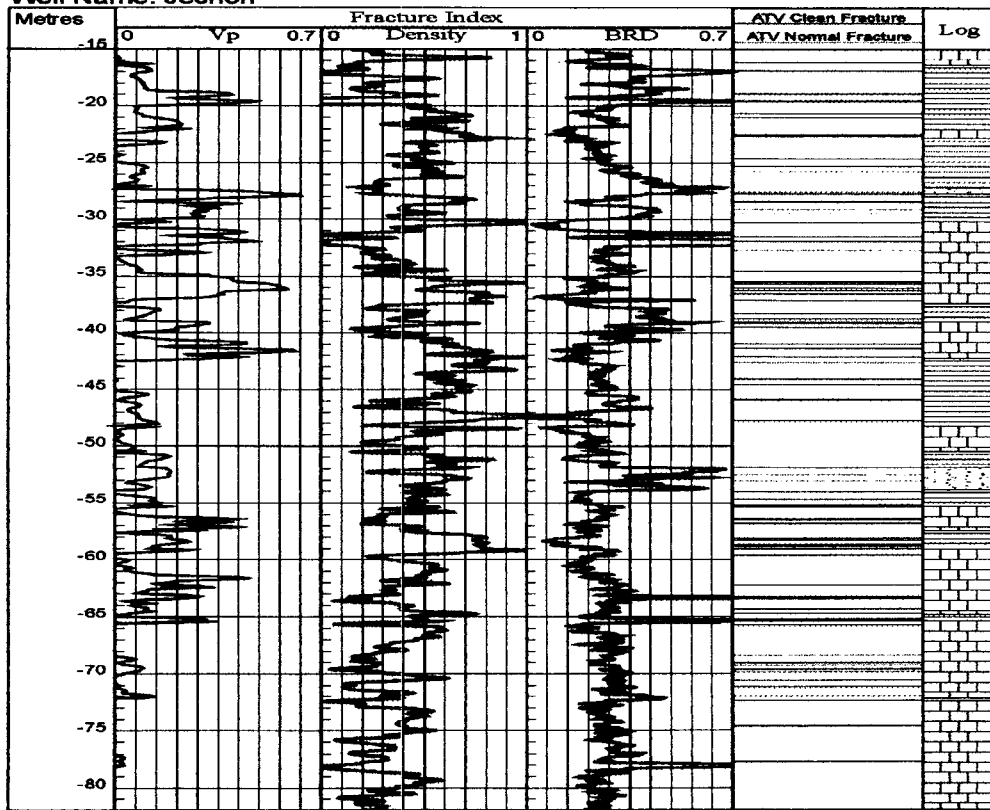 Metres
Fracture Index
ATV Clean Fracture
ATV Normal Fracture
Log
0 Vp 0.7
0 Density 1
0 BRD 0.7
-15
-20
-25
-30
-35
-40
-45
-50
-55
-60
-65
-70
-75
-80